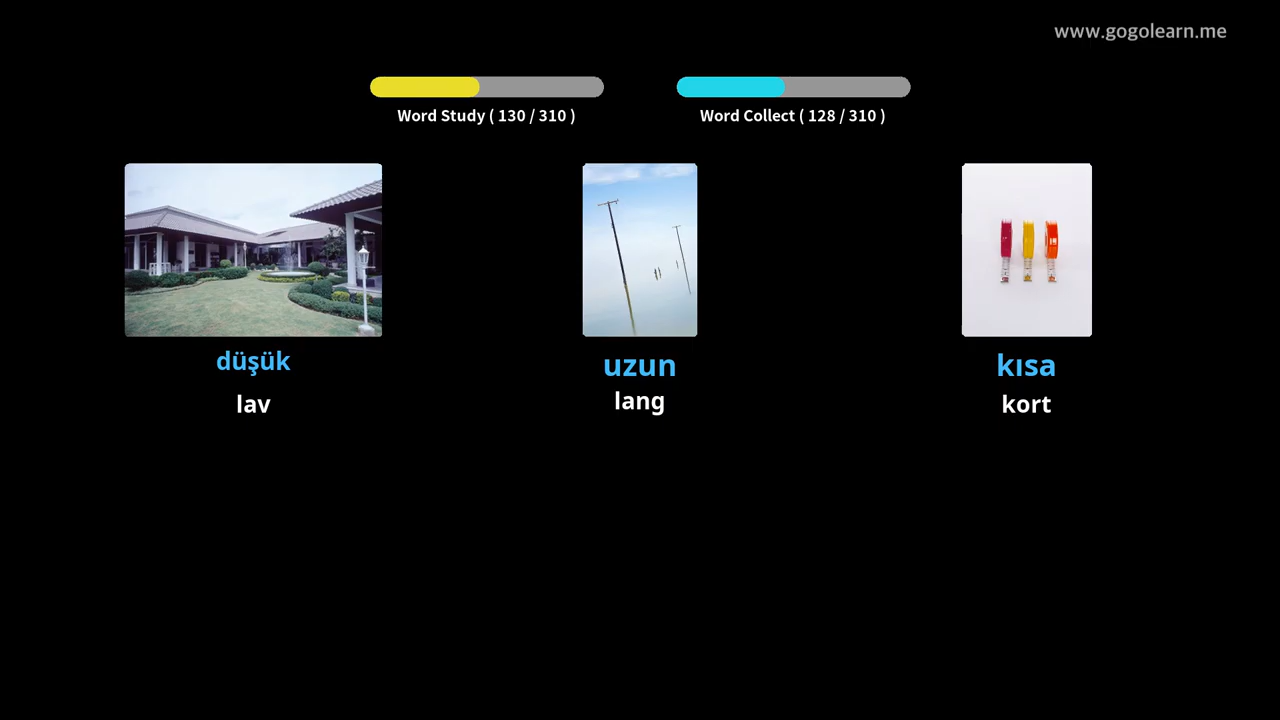 www.gogolearn.me
Word Study ( 130 / 310 )
Word Collect ( 128 / 310 )
düşük
uzun
kısa
lav
lang
kort